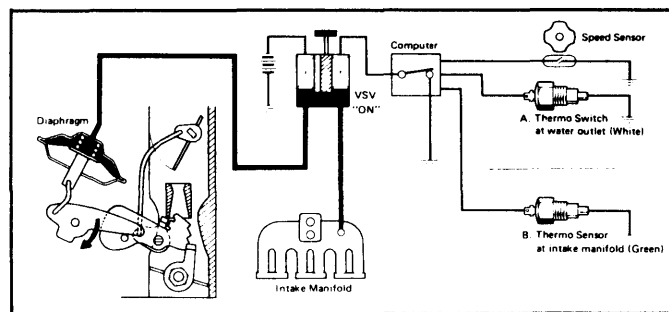 Computer
Speed Sensor
VSV
"ON"
A. Thermo Switch
at water outlet (White)
Diaphragm
B. Thermo Sensor
at intake manifold (Green)
Intake Manifold